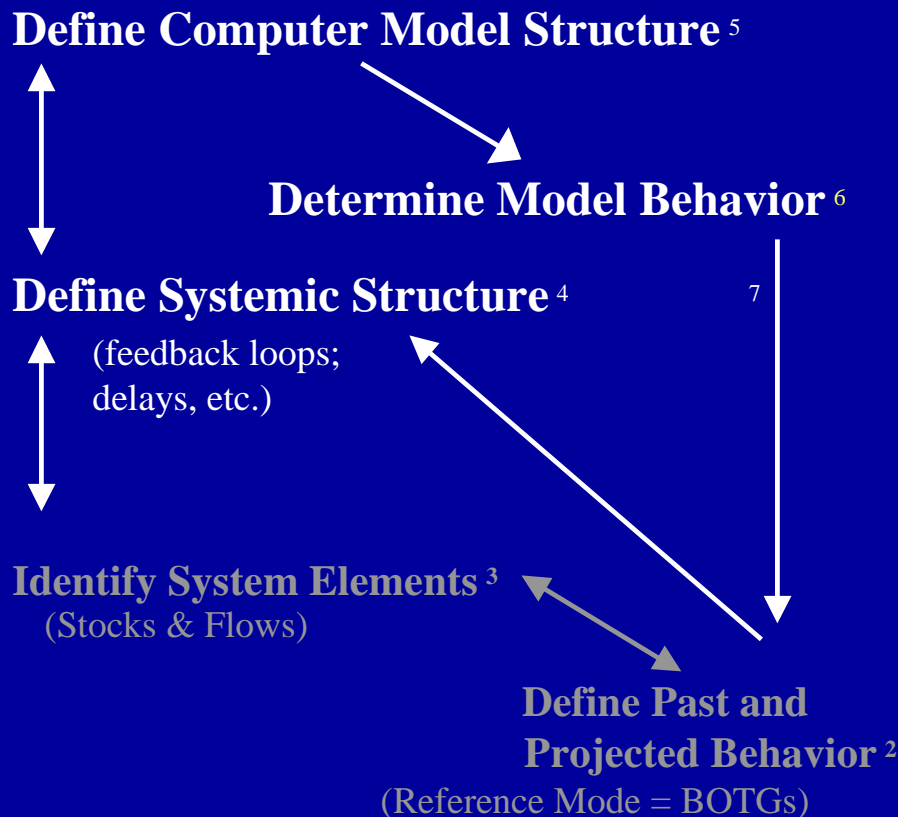 Define Computer Model Structure 5
Determine Model Behavior 6
Define Systemic Structure 4
7
(feedback loops;
delays, etc.)
Identify System Elements 3
(Stocks & Flows)
Define Past and
Projected Behavior 2
(Reference Mode = BOTGs)